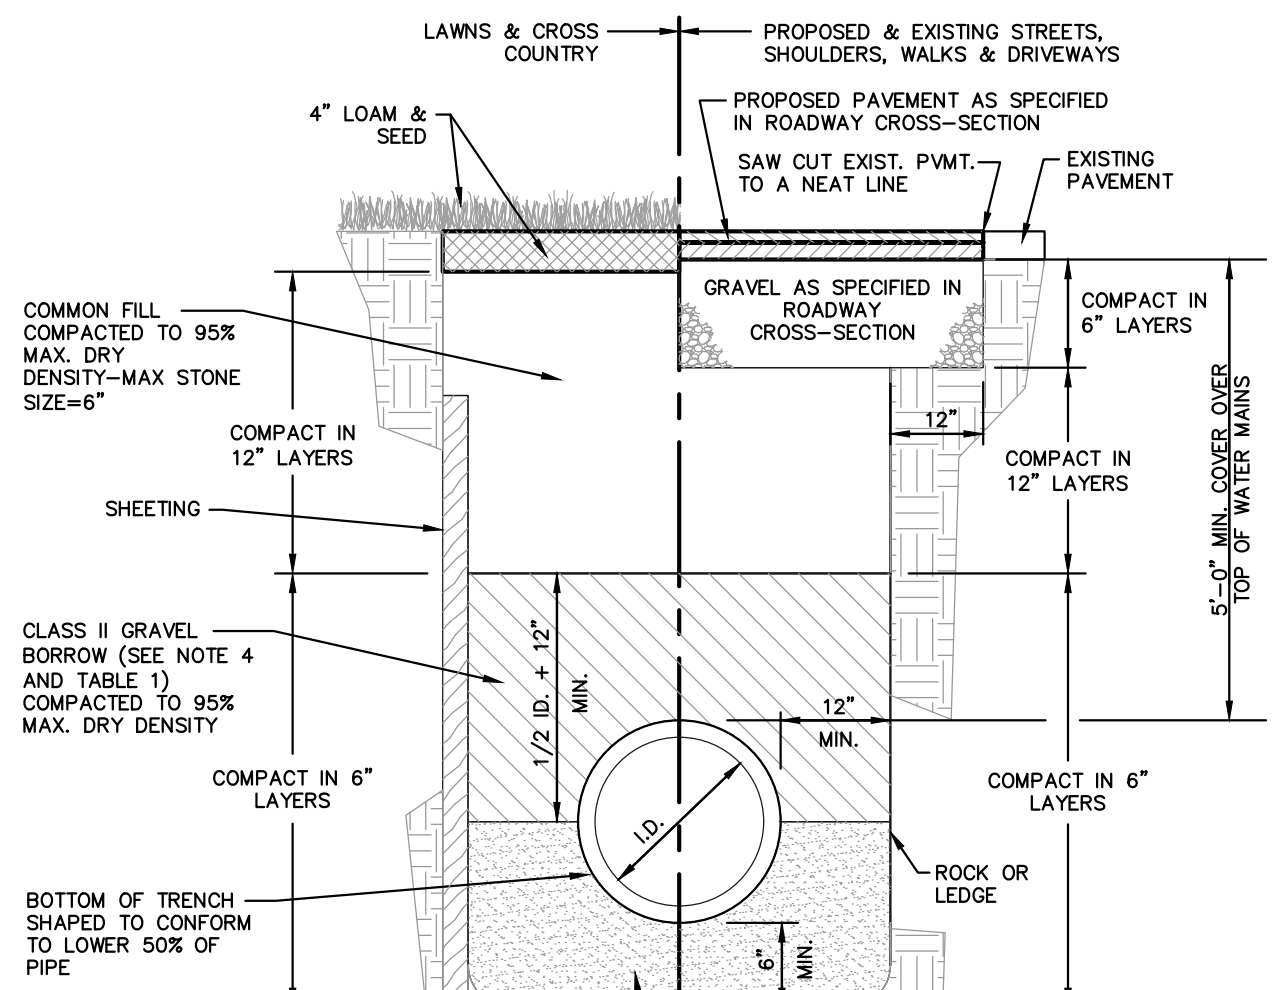 LAWNS & CROSS
COUNTRY
PROPOSED & EXISTING STREETS,
SHOULDERS, WALKS & DRIVEWAYS
4" LOAM &
SEED
PROPOSED PAVEMENT AS SPECIFIED
IN ROADWAY CROSS-SECTION
SAW CUT EXIST. PVMT.
TO A NEAT LINE
EXISTING
PAVEMENT
GRAVEL AS SPECIFIED IN
ROADWAY
CROSS-SECTION
COMPACT IN
6" LAYERS
COMMON FILL
COMPACTED TO 95%
MAX. DRY
DENSITY-MAX STONE
SIZE=6"
COMPACT IN
12" LAYERS
12"
COMPACT IN
12" LAYERS
5'-0" MIN. COVER OVER
TOP OF WATER MAINS
SHEETING
CLASS II GRAVEL
BORROW (SEE NOTE 4
AND TABLE 1)
COMPACTED TO 95%
MAX. DRY DENSITY
1/2 ID. + 12"
MIN.
12"
MIN.
COMPACT IN 6"
LAYERS
COMPACT IN 6"
LAYERS
I.D.
ROCK OR
LEDGE
BOTTOM OF TRENCH
SHAPED TO CONFORM
TO LOWER 50% OF
PIPE
6"
MIN.